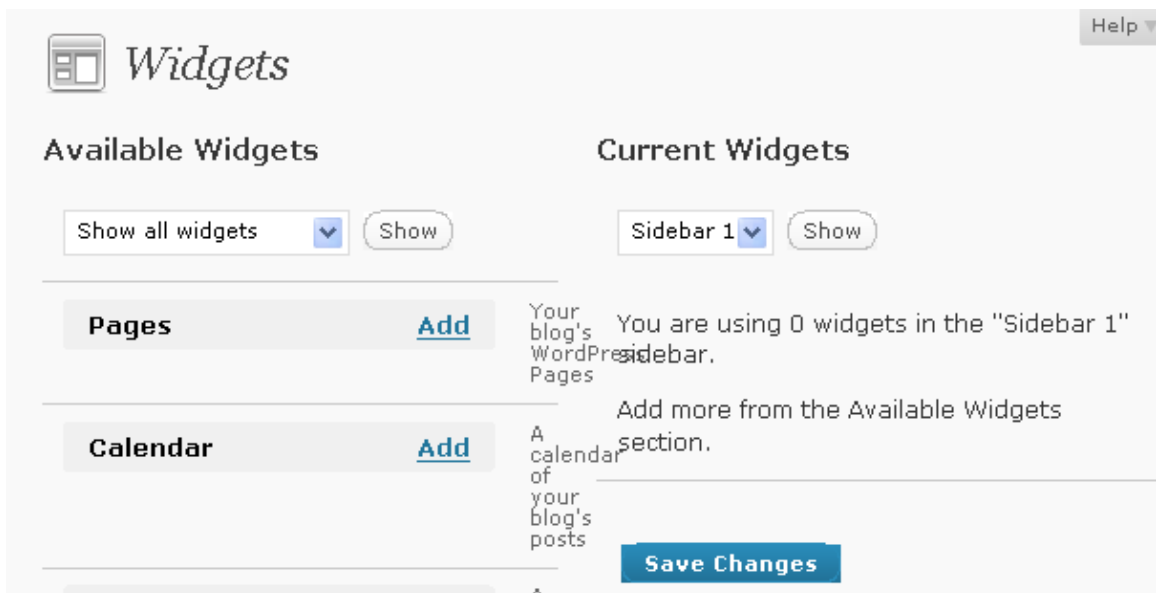 Help
Widgets
Available Widgets
Show all widgets
Show
Pages
Add
Your
blog's
WordPress
Pages
Calendar
Add
A
calendar
of
your
blog's
posts
Current Widgets
Sidebar 1
Show
You are using 0 widgets in the "Sidebar 1"
sidebar.
Add more from the Available Widgets
section.
Save Changes